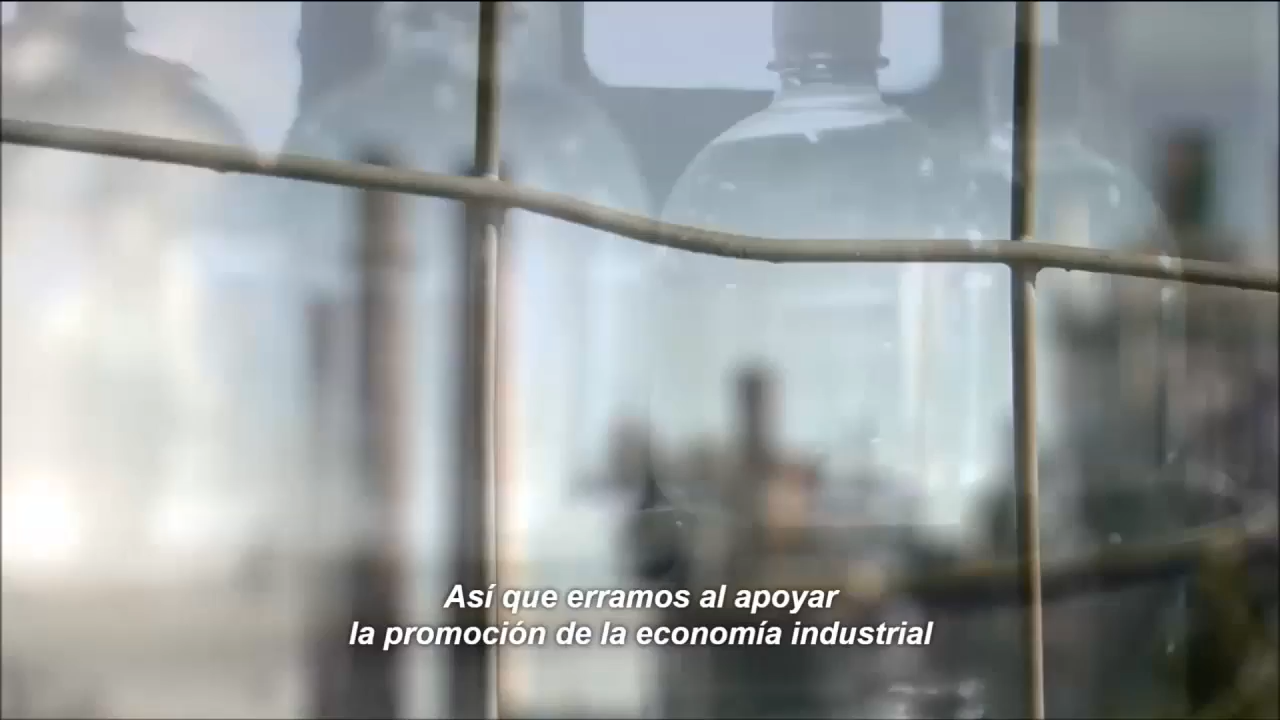 Así que erramos al apoyar
la promoción de la economía industrial